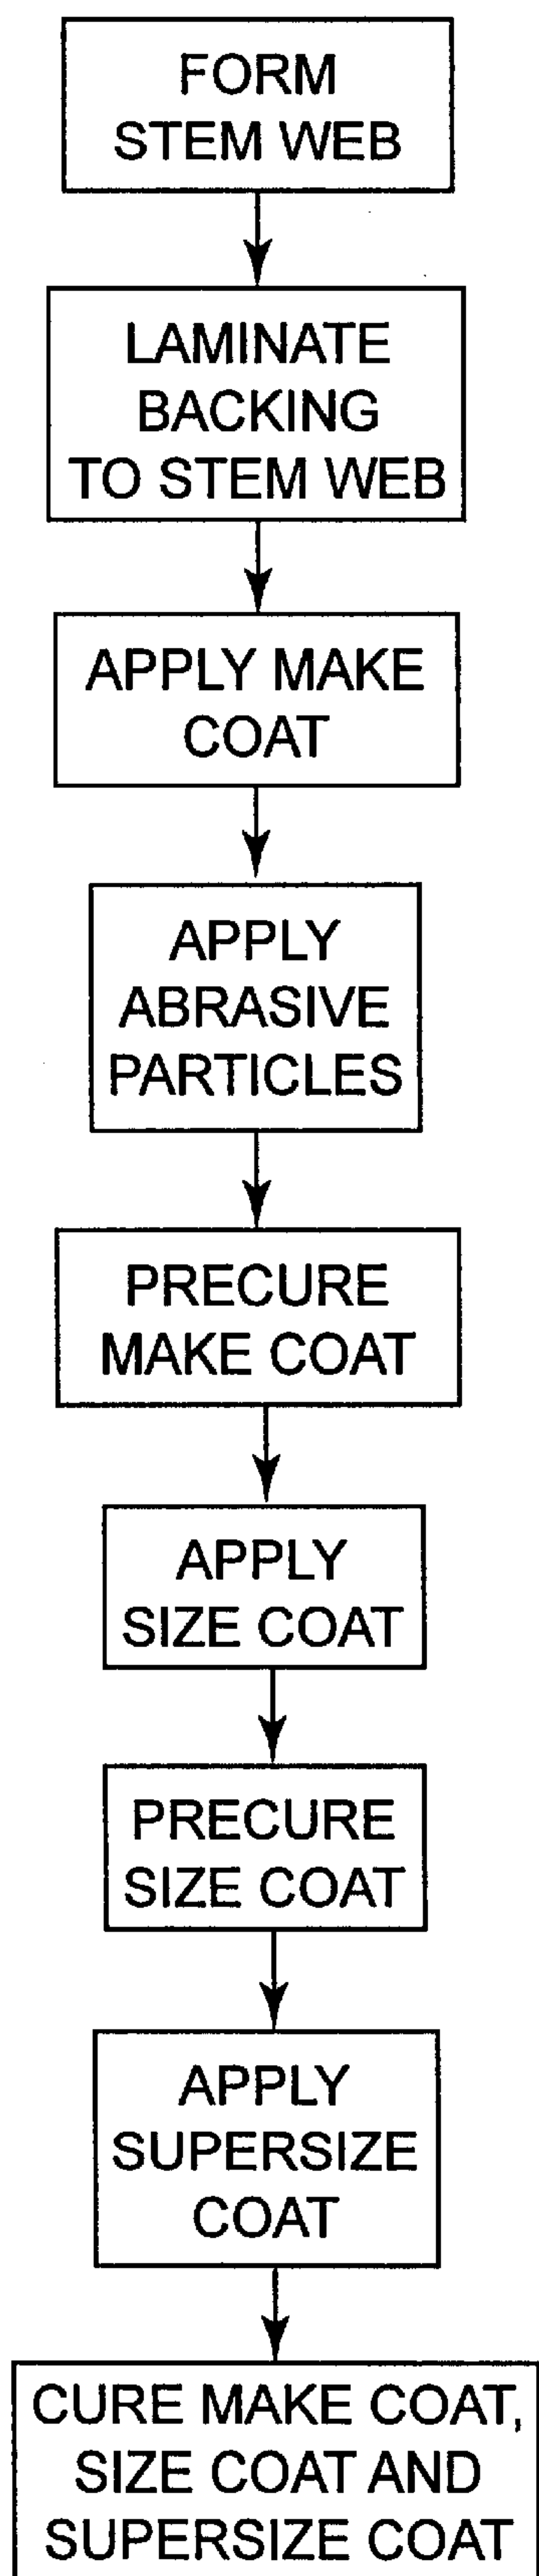 FORM
STEM WEB
LAMINATE
BACKING
TO STEM WEB
APPLY MAKE
COAT
APPLY
ABRASIVE
PARTICLES
PRECURE
MAKE COAT
APPLY
SIZE COAT
PRECURE
SIZE COAT
APPLY
SUPERSIZE
COAT
CURE MAKE COAT,
SIZE COAT AND
SUPERSIZE COAT